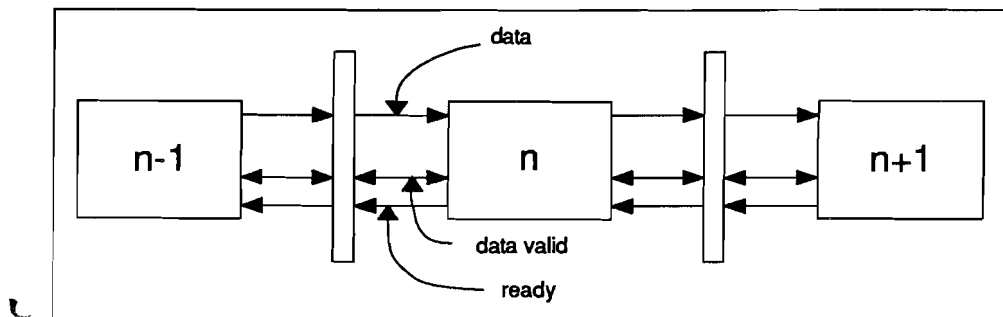 data
n-1
n
n+1
data valid
ready